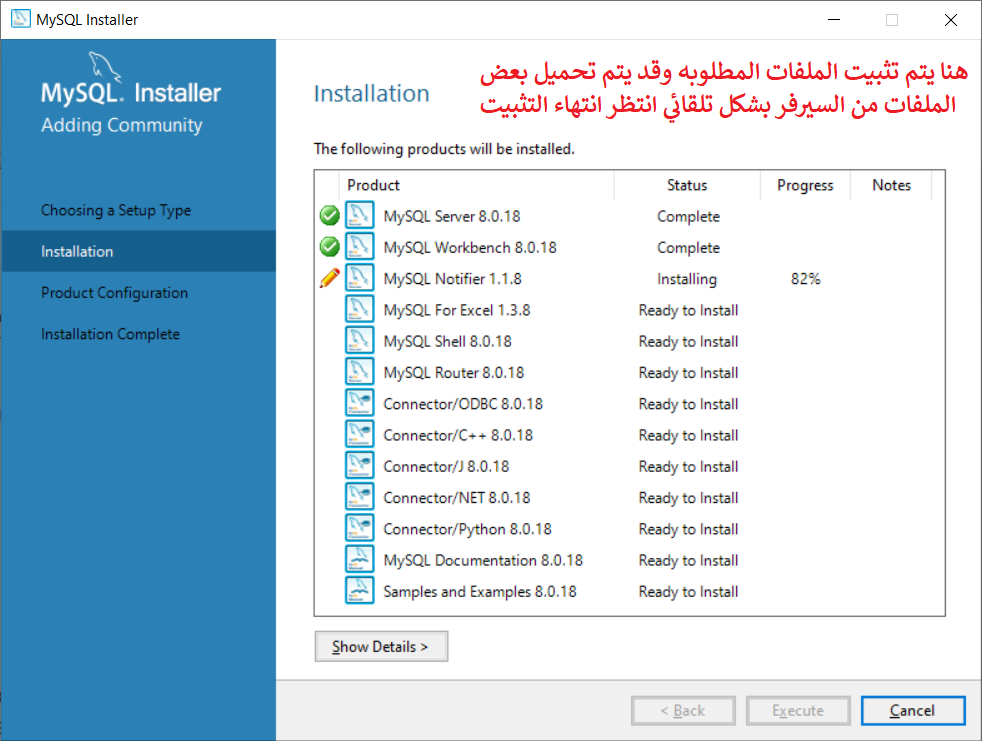 MySQL Installer
MySQL. Installer
Adding Community
Choosing a Setup Type
Installation
Product Configuration
Installation Complete
هنا يتم تثبيت الملفات المطلوبه وقد يتم تحميل بعض
الملفات من السيرفر بشكل تلقائي انتظر انتهاء التثبيت
Installation
The following products will be installed.
Product Status Progress Notes
MySQL Server 8.0.18 Complete
MySQL Workbench 8.0.18 Complete
MySQL Notifier 1.1.8 Installing 82%
MySQL For Excel 1.3.8 Ready to Install
MySQL Shell 8.0.18 Ready to Install
MySQL Router 8.0.18 Ready to Install
Connector/ODBC 8.0.18 Ready to Install
Connector/C++ 8.0.18 Ready to Install
Connector/J 8.0.18 Ready to Install
Connector/NET 8.0.18 Ready to Install
Connector/Python 8.0.18 Ready to Install
MySQL Documentation 8.0.18 Ready to Install
Samples and Examples 8.0.18 Ready to Install
Show Details >
< Back Execute Cancel